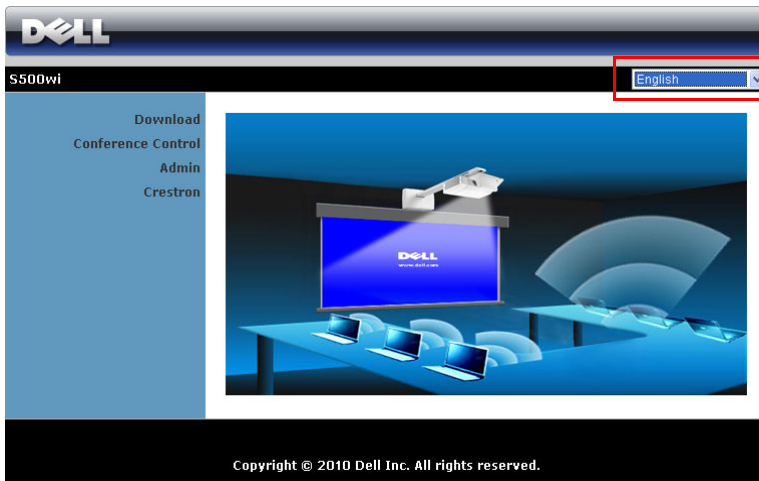 DELL
S500wi
English
Download
Conference Control
Admin
Crestron
DELL
www.dell.com
Copyright © 2010 Dell Inc. All rights reserved.